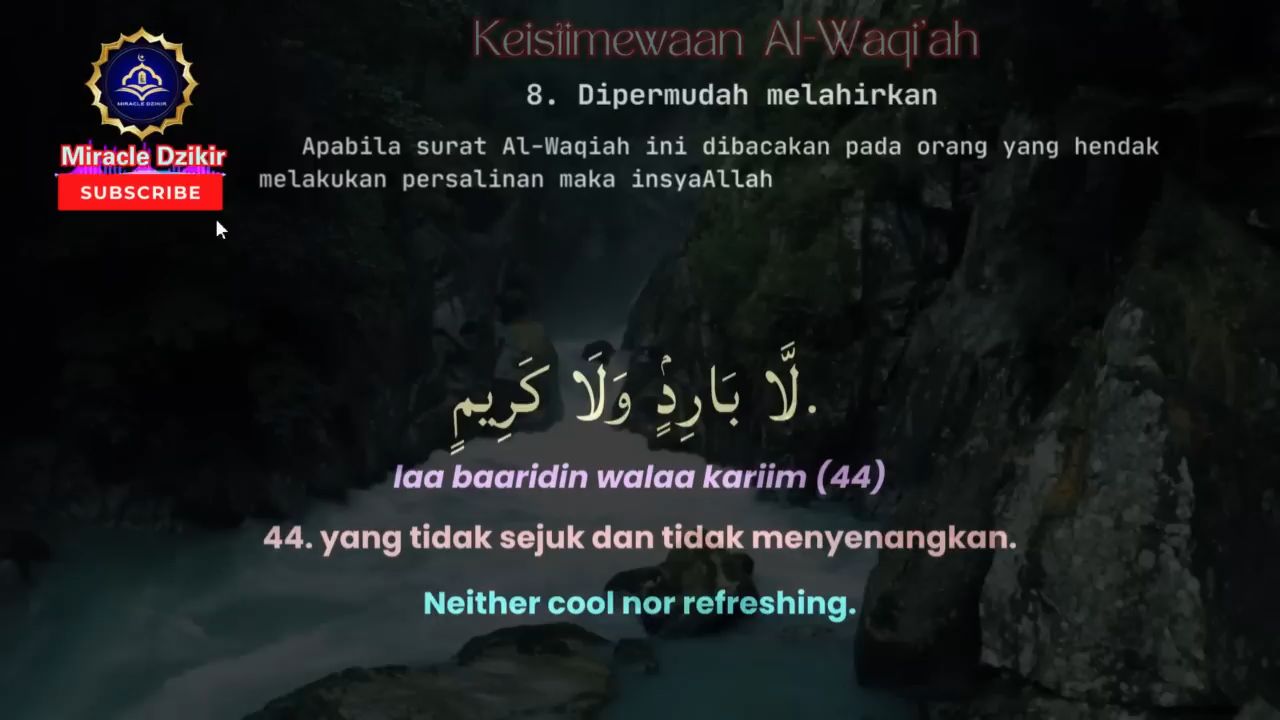 Keistimewaan Al-Waqi'ah
8. Dipermudah melahirkan
Apabila surat Al-Waqiah ini dibacakan pada orang yang hendak
melakukan persalinan maka insyaAllah
MIRACLE DZIKIR
Miracle Dzikir
SUBSCRIBE
لَّا بَارِدٍۢ وَلَا كَرِيمٍ.
laa baaridin walaa kariim (44)
44. yang tidak sejuk dan tidak menyenangkan.
Neither cool nor refreshing.